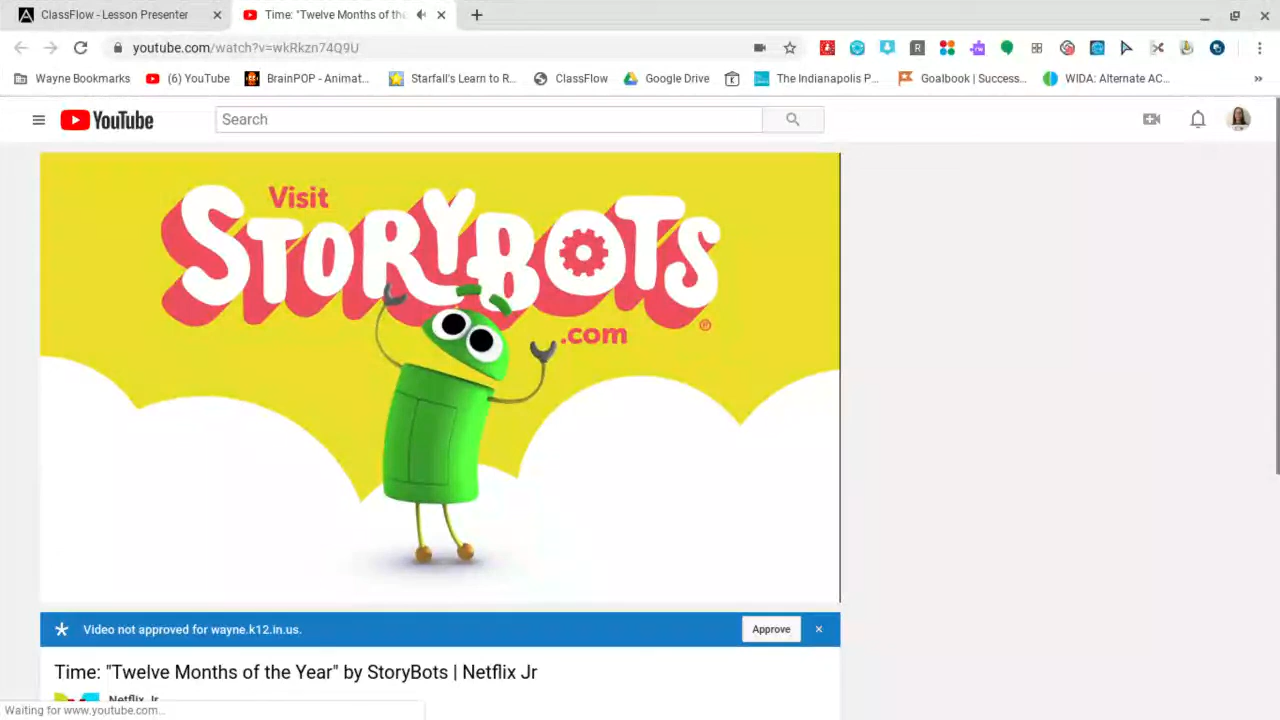 ClassFlow - Lesson Presenter
Time: "Twelve Months of the
youtube.com/watch?v=wkRkzn74Q9U
Wayne Bookmarks
(6) YouTube
BrainPOP - Animat...
Starfall's Learn to R...
ClassFlow
Google Drive
The Indianapolis P...
Goalbook | Success...
WIDA: Alternate AC...
YouTube
Search
Visit
STORYBOTS
.com
Video not approved for wayne.k12.in.us.
Approve
Time: "Twelve Months of the Year" by StoryBots | Netflix Jr
Netflix Jr
Waiting for www.youtube.com...